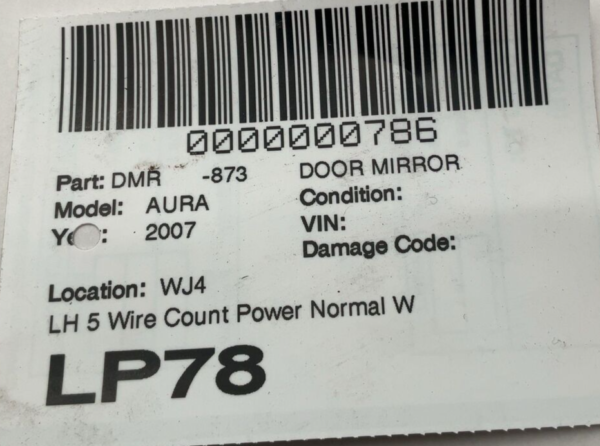 0000000786
Part: DMR -873 DOOR MIRROR
Model: AURA Condition:
Ye : 2007 VIN:
Damage Code:
Location: WJ4
LH 5 Wire Count Power Normal W
LP78